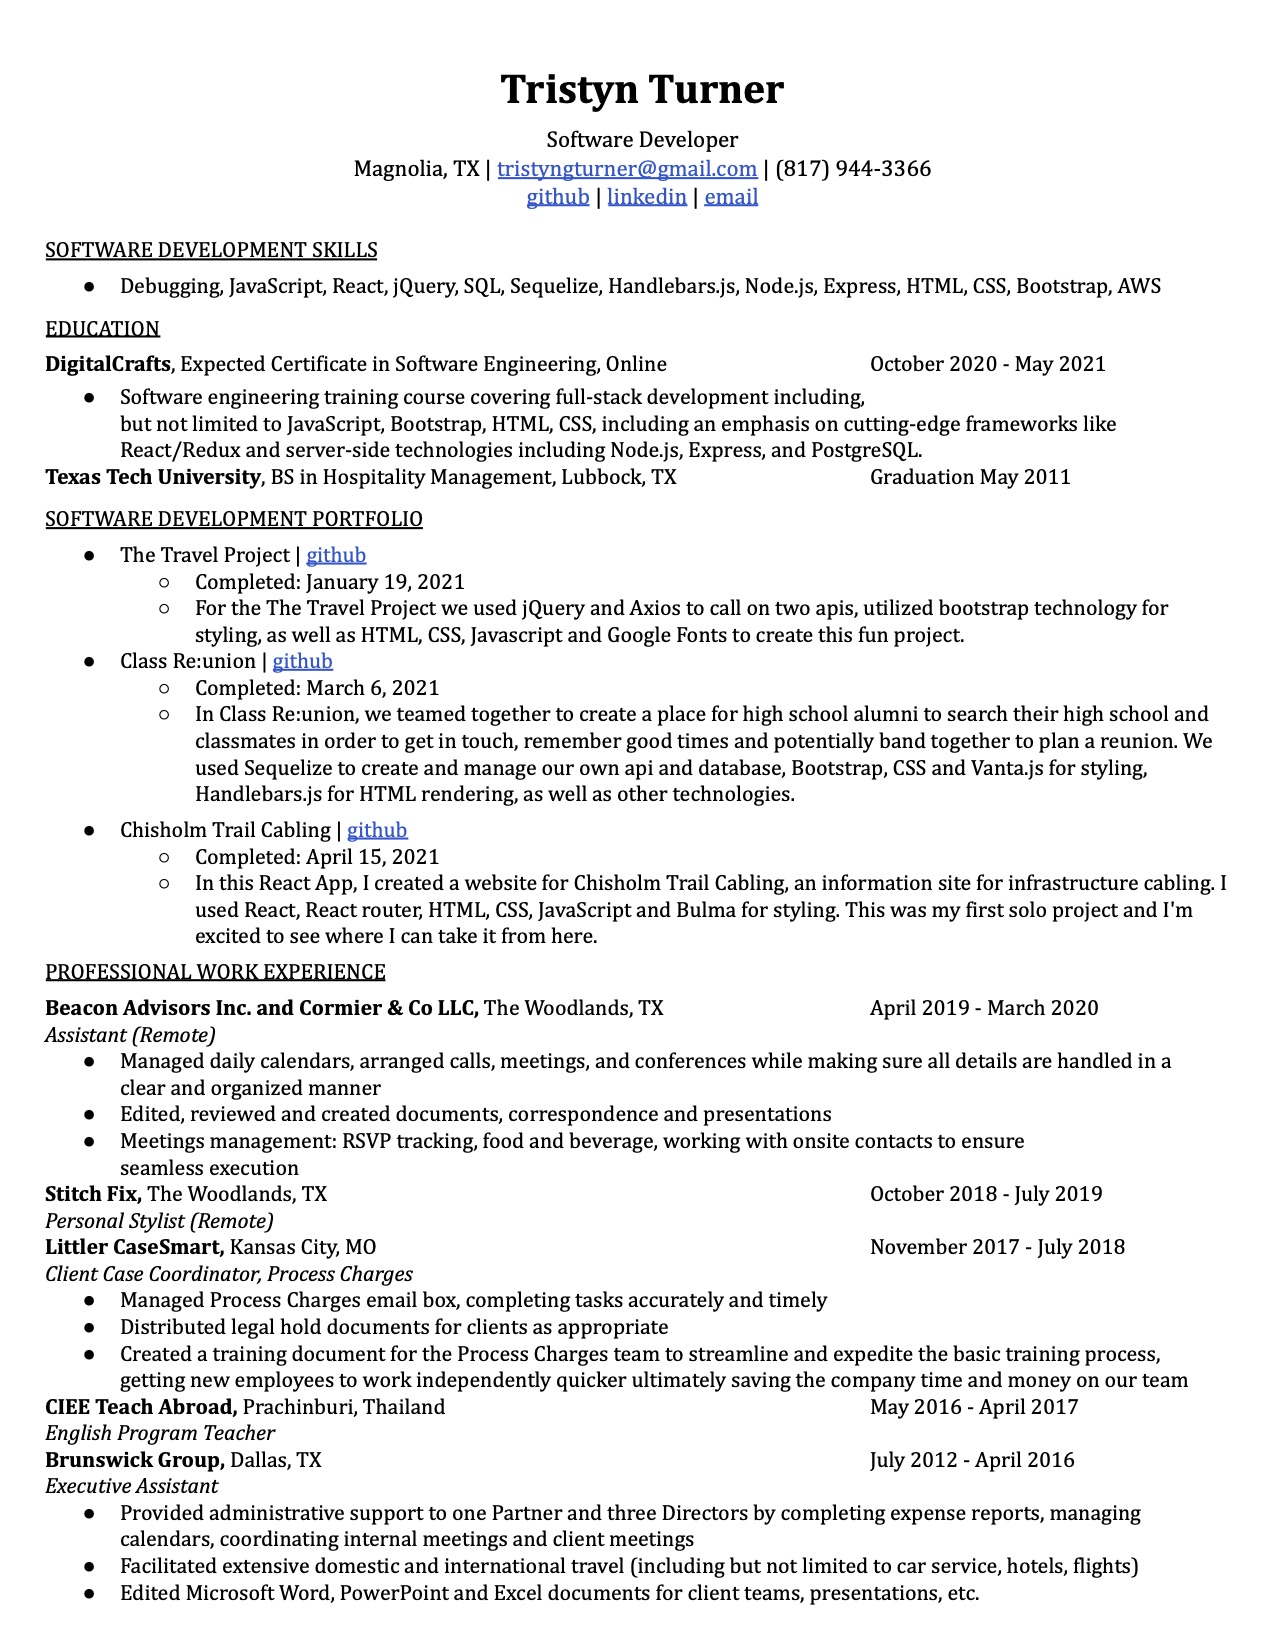 Tristyn Turner
Software Developer
Magnolia, TX | tristyngturner@gmail.com | (817) 944-3366
github | linkedin | email
SOFTWARE DEVELOPMENT SKILLS
● Debugging, JavaScript, React, jQuery, SQL, Sequelize, Handlebars.js, Node.js, Express, HTML, CSS, Bootstrap, AWS
EDUCATION
DigitalCrafts, Expected Certificate in Software Engineering, Online October 2020 - May 2021
● Software engineering training course covering full-stack development including,
but not limited to JavaScript, Bootstrap, HTML, CSS, including an emphasis on cutting-edge frameworks like
React/Redux and server-side technologies including Node.js, Express, and PostgreSQL.
Texas Tech University, BS in Hospitality Management, Lubbock, TX Graduation May 2011
SOFTWARE DEVELOPMENT PORTFOLIO
● The Travel Project | github
○ Completed: January 19, 2021
○ For the The Travel Project we used jQuery and Axios to call on two apis, utilized bootstrap technology for
styling, as well as HTML, CSS, Javascript and Google Fonts to create this fun project.
● Class Re:union | github
○ Completed: March 6, 2021
○ In Class Re:union, we teamed together to create a place for high school alumni to search their high school and
classmates in order to get in touch, remember good times and potentially band together to plan a reunion. We
used Sequelize to create and manage our own api and database, Bootstrap, CSS and Vanta.js for styling,
Handlebars.js for HTML rendering, as well as other technologies.
● Chisholm Trail Cabling | github
○ Completed: April 15, 2021
○ In this React App, I created a website for Chisholm Trail Cabling, an information site for infrastructure cabling. I
used React, React router, HTML, CSS, JavaScript and Bulma for styling. This was my first solo project and I'm
excited to see where I can take it from here.
PROFESSIONAL WORK EXPERIENCE
Beacon Advisors Inc. and Cormier & Co LLC, The Woodlands, TX April 2019 - March 2020
Assistant (Remote)
● Managed daily calendars, arranged calls, meetings, and conferences while making sure all details are handled in a
clear and organized manner
● Edited, reviewed and created documents, correspondence and presentations
● Meetings management: RSVP tracking, food and beverage, working with onsite contacts to ensure
seamless execution
Stitch Fix, The Woodlands, TX October 2018 - July 2019
Personal Stylist (Remote)
Littler CaseSmart, Kansas City, MO November 2017 - July 2018
Client Case Coordinator, Process Charges
● Managed Process Charges email box, completing tasks accurately and timely
● Distributed legal hold documents for clients as appropriate
● Created a training document for the Process Charges team to streamline and expedite the basic training process,
getting new employees to work independently quicker ultimately saving the company time and money on our team
CIEE Teach Abroad, Prachinburi, Thailand May 2016 - April 2017
English Program Teacher
Brunswick Group, Dallas, TX July 2012 - April 2016
Executive Assistant
● Provided administrative support to one Partner and three Directors by completing expense reports, managing
calendars, coordinating internal meetings and client meetings
● Facilitated extensive domestic and international travel (including but not limited to car service, hotels, flights)
● Edited Microsoft Word, PowerPoint and Excel documents for client teams, presentations, etc.